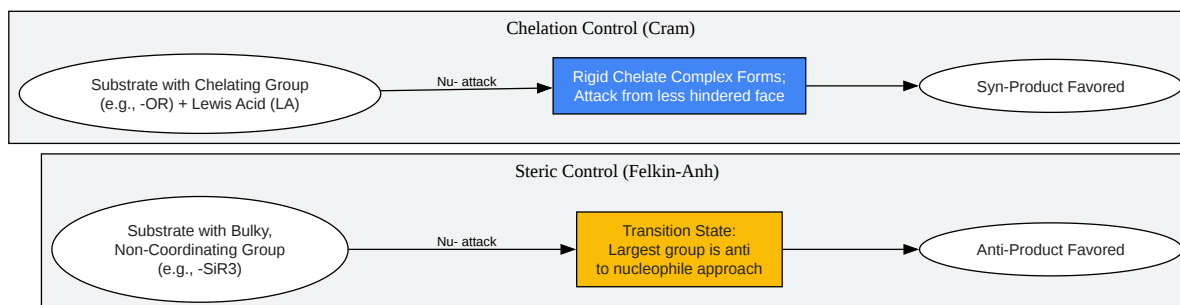 Chelation Control (Cram)
Substrate with Chelating Group
(e.g., -OR) + Lewis Acid (LA)
Nu- attack
Rigid Chelate Complex Forms;
Attack from less hindered face
Syn-Product Favored
Steric Control (Felkin-Anh)
Substrate with Bulky,
Non-Coordinating Group
(e.g., -SiR3)
Nu- attack
Transition State:
Largest group is anti
to nucleophile approach
Anti-Product Favored